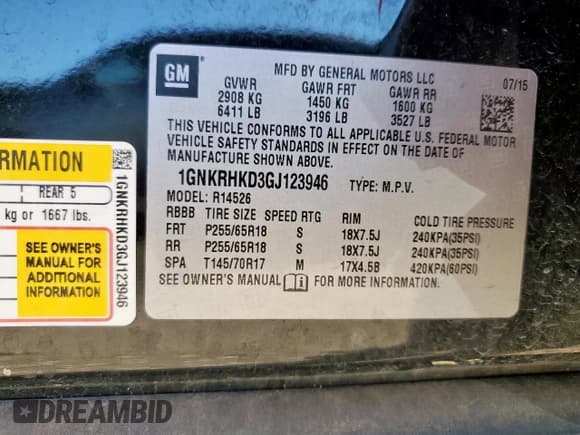 GM
MFD BY GENERAL MOTORS LLC
07/15
GVWR GAWR FRT GAWR RR
2908 KG 1450 KG 1600 KG
6411 LB 3196 LB 3527 LB
THIS VEHICLE CONFORMS TO ALL APPLICABLE U.S. FEDERAL MOTOR
VEHICLE SAFETY STANDARDS IN EFFECT ON THE DATE OF
MANUFACTURE SHOWN ABOVE.
1GNKRHKD3GJ123946 TYPE: M.P.V.
MODEL: R14526
RBBB TIRE SIZE SPEED RTG RIM COLD TIRE PRESSURE
FRT P255/65R18 S 18X7.5J 240KPA(35PSI)
RR P255/65R18 S 18X7.5J 240KPA(35PSI)
SPA T145/70R17 M 17X4.5B 420KPA(60PSI)
SEE OWNER'S MANUAL i FOR MORE INFORMATION.
REAR 5
kg or 1667 lbs.
SEE OWNER'S
MANUAL FOR
ADDITIONAL
INFORMATION
1GNKRHKD3GJ123946
DREAMBID